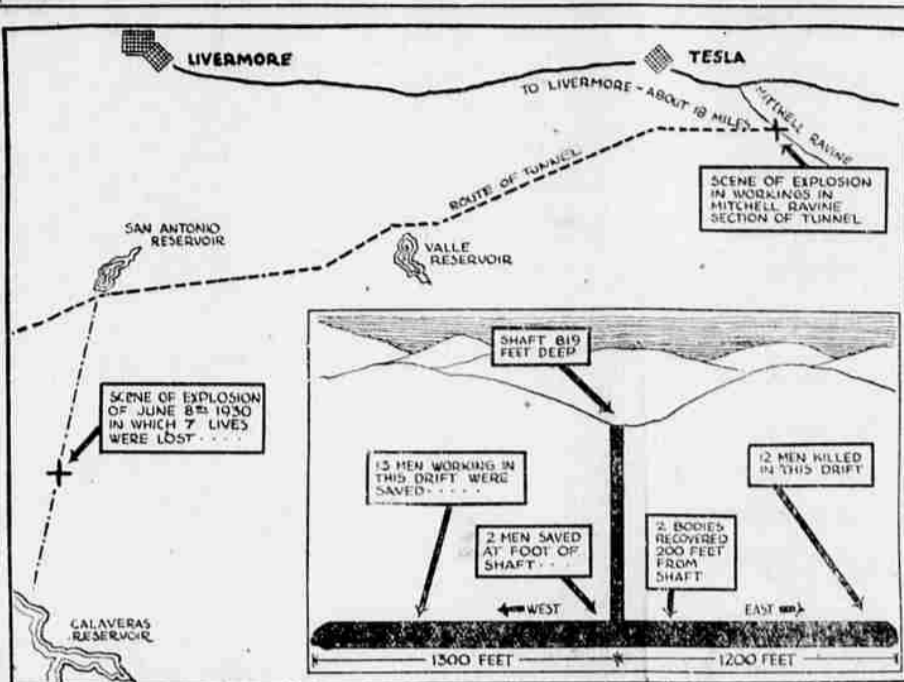 LIVERMORE
TESLA
TO LIVERMORE - ABOUT 18 MILES
MITCHELL RAVINE
ROUTE OF TUNNEL
SCENE OF EXPLOSION
IN WORKINGS IN
MITCHELL RAVINE
SECTION OF TUNNEL
SAN ANTONIO
RESERVOIR
VALLE
RESERVOIR
SHAFT 819
FEET DEEP
SCENE OF EXPLOSION
OF JUNE 8TH 1930
IN WHICH 7 LIVES
WERE LOST · · · ·
13 MEN WORKING IN
THIS DRIFT WERE
SAVED · · · · ·
12 MEN KILLED
IN THIS DRIFT
2 MEN SAVED
AT FOOT OF
SHAFT · · ·
2 BODIES
RECOVERED
200 FEET
FROM
SHAFT
WEST
EAST
CALAVERAS
RESERVOIR
1300 FEET
1200 FEET